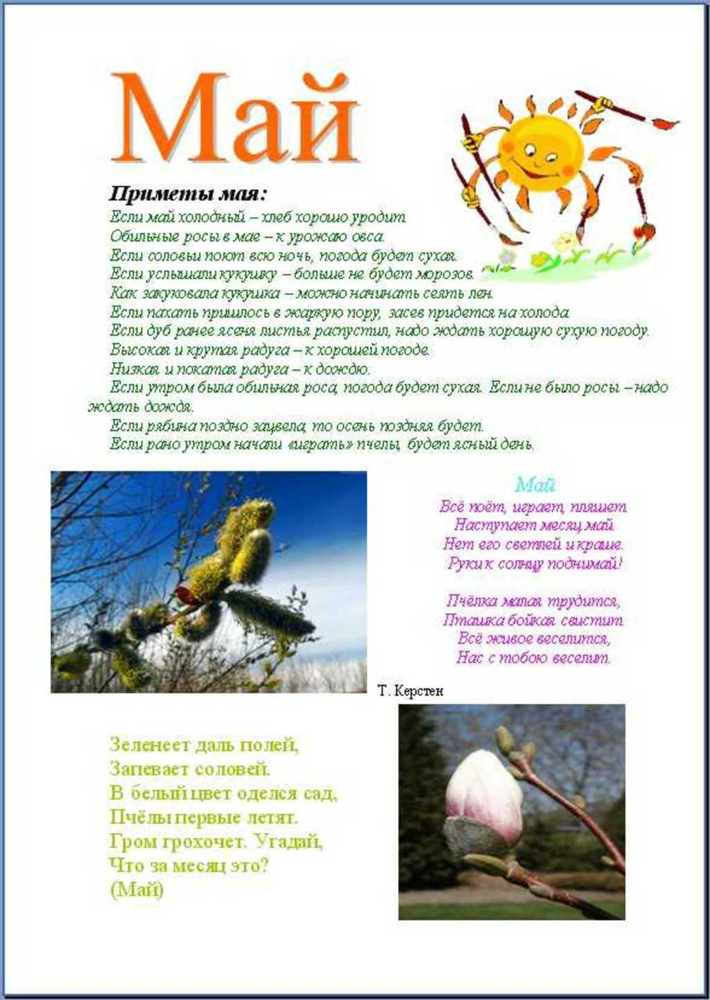 Май
Приметы мая:
Если май холодный – хлеб хорошо уродит.
Обильные росы в мае – к урожаю овса.
Если соловьи поют всю ночь, погода будет сухая.
Если услышали кукушку – больше не будет морозов.
Как закуковала кукушка – можно начинать сеять лен.
Если пахать пришлось в жаркую пору, засев придется на холода.
Если дуб ранее ясеня листья распустил, надо ждать хорошую сухую погоду.
Высокая и крутая радуга – к хорошей погоде.
Низкая и покатая радуга – к дождю.
Если утром была обильная роса, погода будет сухая. Если не было росы – надо
ждать дождя.
Если рябина поздно зацвела, то осень поздняя будет.
Если рано утром начали «играть» пчелы, будет ясный день.
Май
Всё поёт, играет, пляшет.
Наступает месяц май.
Нет его светлей и краше.
Руки к солнцу поднимай!
Пчёлка малая трудится,
Пташка бойкая свистит.
Всё живое веселится,
Нас с тобою веселит.
Т. Керстен
Зеленеет даль полей,
Запевает соловей.
В белый цвет оделся сад,
Пчёлы первые летят.
Гром грохочет. Угадай,
Что за месяц это?
(Май)